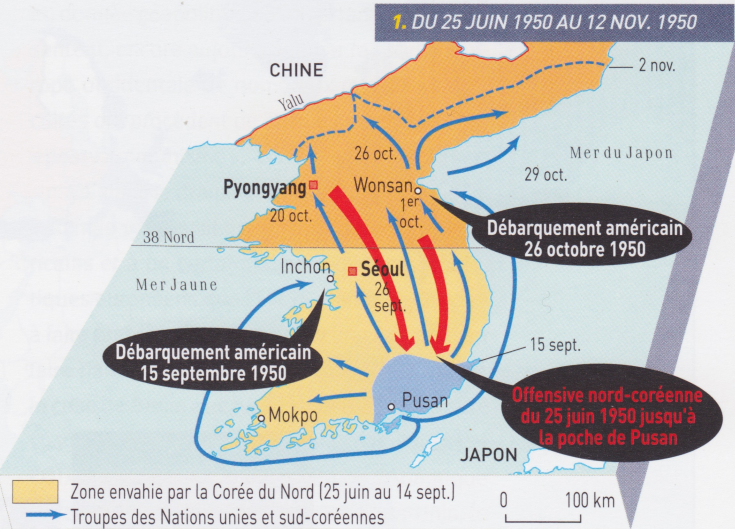 1. DU 25 JUIN 1950 AU 12 NOV. 1950
CHINE
2 nov.
Yalu
26 oct.
Mer du Japon
29 oct.
Pyongyang
Wonsan
20 oct.
1er
oct.
Débarquement américain
26 octobre 1950
38 Nord
Inchon
Séoul
Mer Jaune
26
sept.
Débarquement américain
15 septembre 1950
15 sept.
Offensive nord-coréenne
du 25 juin 1950 jusqu'à
la poche de Pusan
Pusan
Mokpo
JAPON
Zone envahie par la Corée du Nord (25 juin au 14 sept.)
Troupes des Nations unies et sud-coréennes
0 100 km